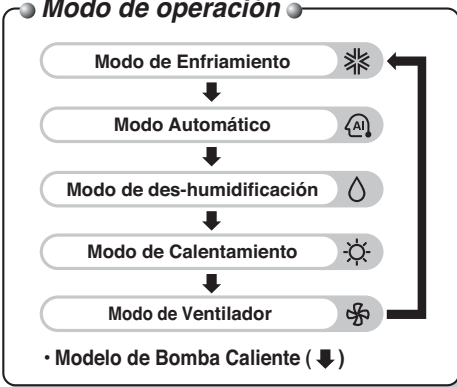 Modo de operación
Modo de Enfriamiento
Modo Automático
AI
Modo de des-humidificación
Modo de Calentamiento
Modo de Ventilador
• Modelo de Bomba Caliente (🡇)